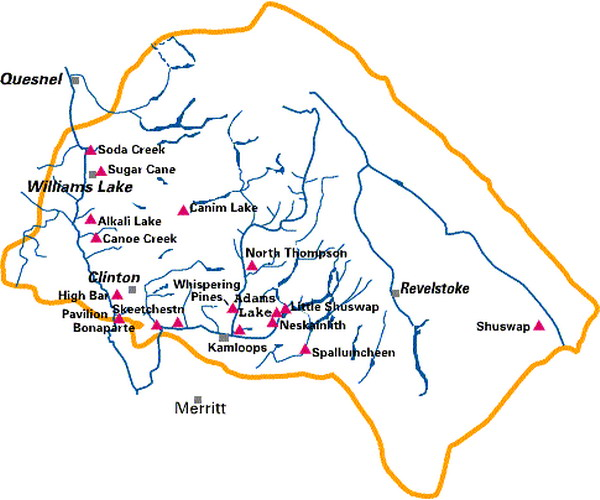 Quesnel
Soda Creek
Sugar Cane
Williams Lake
Canim Lake
Alkali Lake
Canoe Creek
North Thompson
Clinton
Whispering
Pines
Revelstoke
High Bar
Adams
Lake
Skeetchestn
Little Shuswap
Pavilion
Neskainlith
Shuswap
Bonaparte
Kamloops
Spallumcheen
Merritt